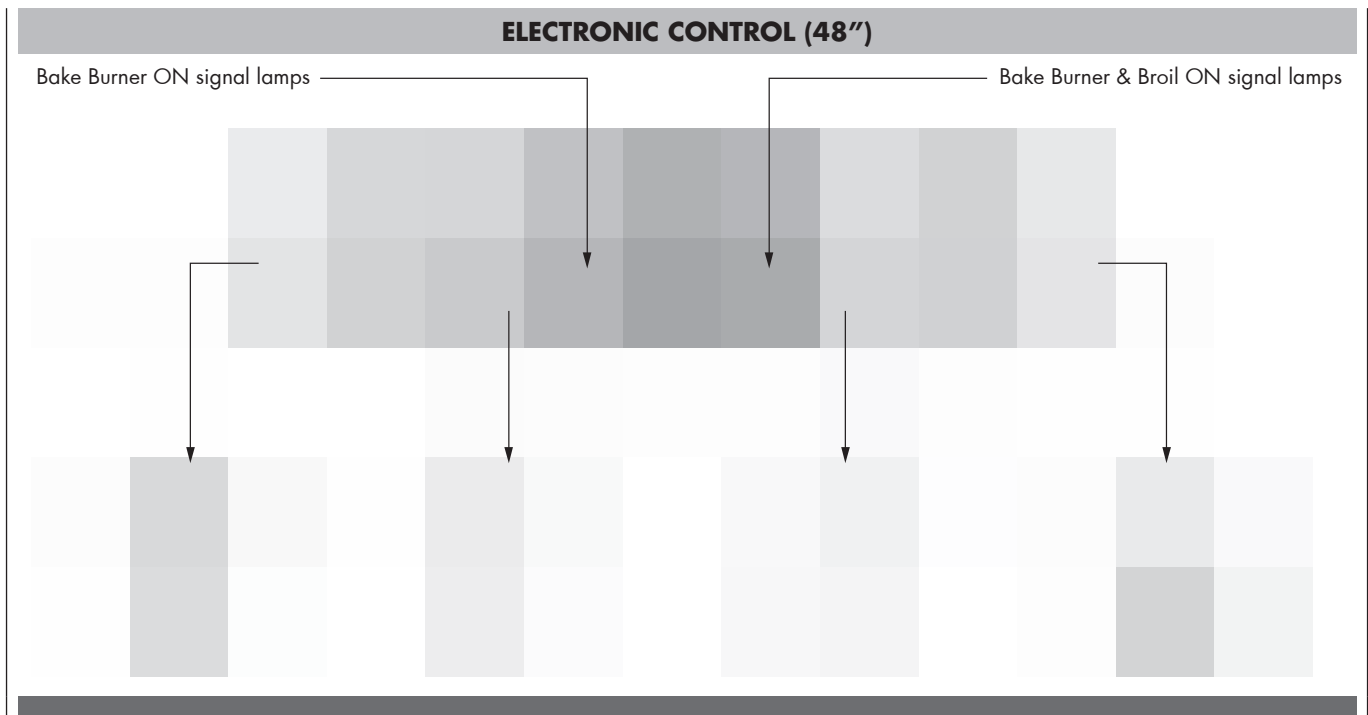 ELECTRONIC CONTROL (48″)
Bake Burner ON signal lamps
Bake Burner & Broil ON signal lamps